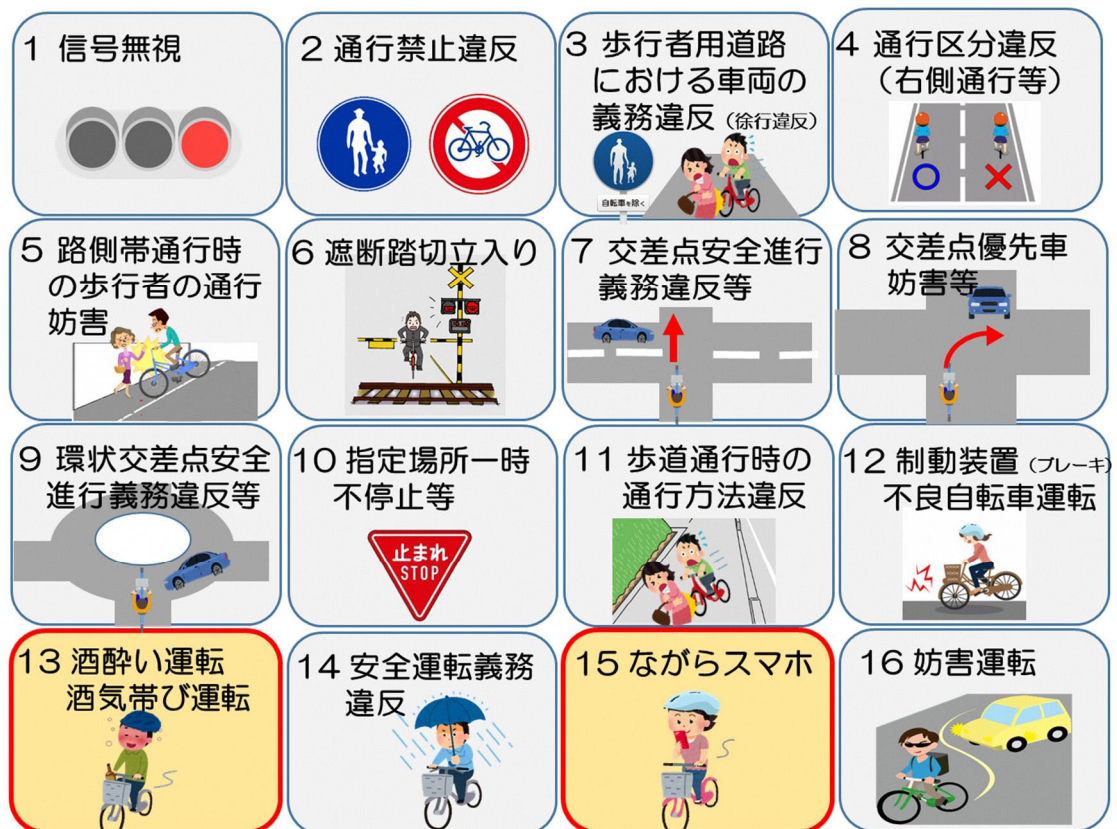 1 信号無視
2 通行禁止違反
3 歩行者用道路
における車両の
義務違反（徐行違反）
自転車を除く
4 通行区分違反
（右側通行等）
5 路側帯通行時
の歩行者の通行
妨害
6 遮断踏切立入り
7 交差点安全進行
義務違反等
8 交差点優先車
妨害等
9 環状交差点安全
進行義務違反等
10 指定場所一時
不停止等
止まれ
STOP
11 歩道通行時の
通行方法違反
12 制動装置（ブレーキ）
不良自転車運転
13 酒酔い運転
酒気帯び運転
14 安全運転義務
違反
15 ながらスマホ
16 妨害運転